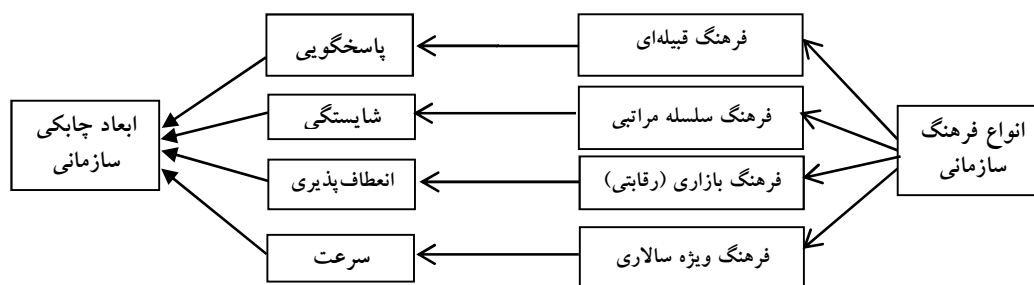 انواع فرهنگ
سازمانی
فرهنگ قبیله‌ای
فرهنگ سلسله مراتبی
فرهنگ بازاری (رقابتی)
فرهنگ ویژه سالاری
پاسخگویی
شایستگی
انعطاف‌پذیری
سرعت
ابعاد چابکی
سازمانی